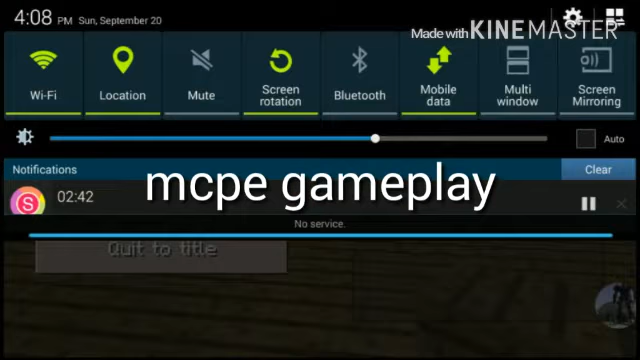 4:08 PM Sun, September 20
Made with KINEMASTER
Wi-Fi
Location
Mute
Screen
rotation
Bluetooth
Mobile
data
Multi
window
Screen
Mirroring
Auto
Notifications
Clear
mcpe gameplay
S
02:42
No service.
Quit to title